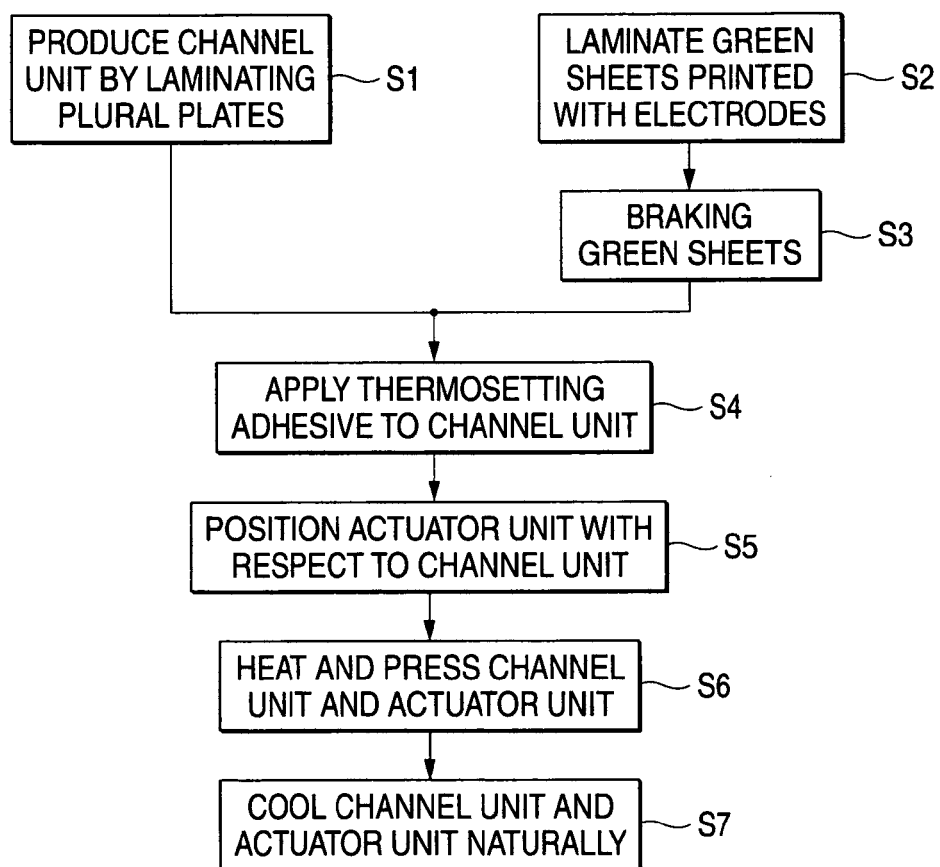 PRODUCE CHANNEL
UNIT BY LAMINATING
PLURAL PLATES
S1
LAMINATE GREEN
SHEETS PRINTED
WITH ELECTRODES
S2
BRAKING
GREEN SHEETS
S3
APPLY THERMOSETTING
ADHESIVE TO CHANNEL UNIT
S4
POSITION ACTUATOR UNIT WITH
RESPECT TO CHANNEL UNIT
S5
HEAT AND PRESS CHANNEL
UNIT AND ACTUATOR UNIT
S6
COOL CHANNEL UNIT AND
ACTUATOR UNIT NATURALLY
S7